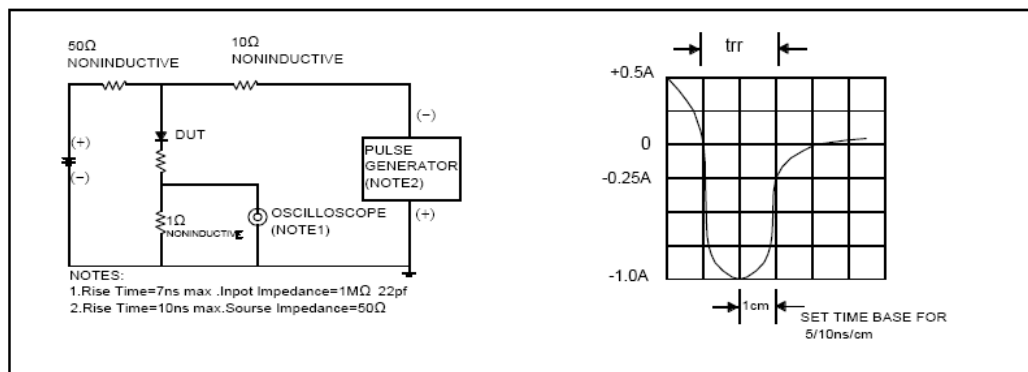 50Ω
NONINDUCTIVE
10Ω
NONINDUCTIVE
(+)
(−)
DUT
1Ω
NONINDUCTIVE
OSCILLOSCOPE
(NOTE1)
(−)
PULSE
GENERATOR
(NOTE2)
(+)
NOTES:
1.Rise Time=7ns max .Inpot Impedance=1MΩ 22pf
2.Rise Time=10ns max.Sourse Impedance=50Ω
trr
+0.5A
0
-0.25A
-1.0A
1cm
SET TIME BASE FOR
5/10ns/cm